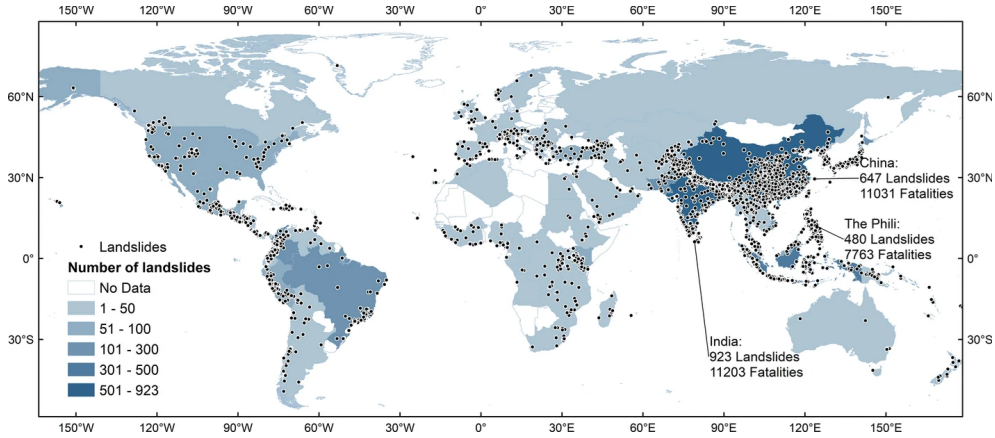 150°W 120°W 90°W 60°W 30°W 0° 30°E 60°E 90°E 120°E 150°E
60°N 60°N
30°N 30°N
0° 0°
30°S 30°S
China:
647 Landslides
11031 Fatalities
The Phili:
480 Landslides
7763 Fatalities
India:
923 Landslides
11203 Fatalities
Landslides
Number of landslides
No Data
1 - 50
51 - 100
101 - 300
301 - 500
501 - 923
150°W 120°W 90°W 60°W 30°W 0° 30°E 60°E 90°E 120°E 150°E